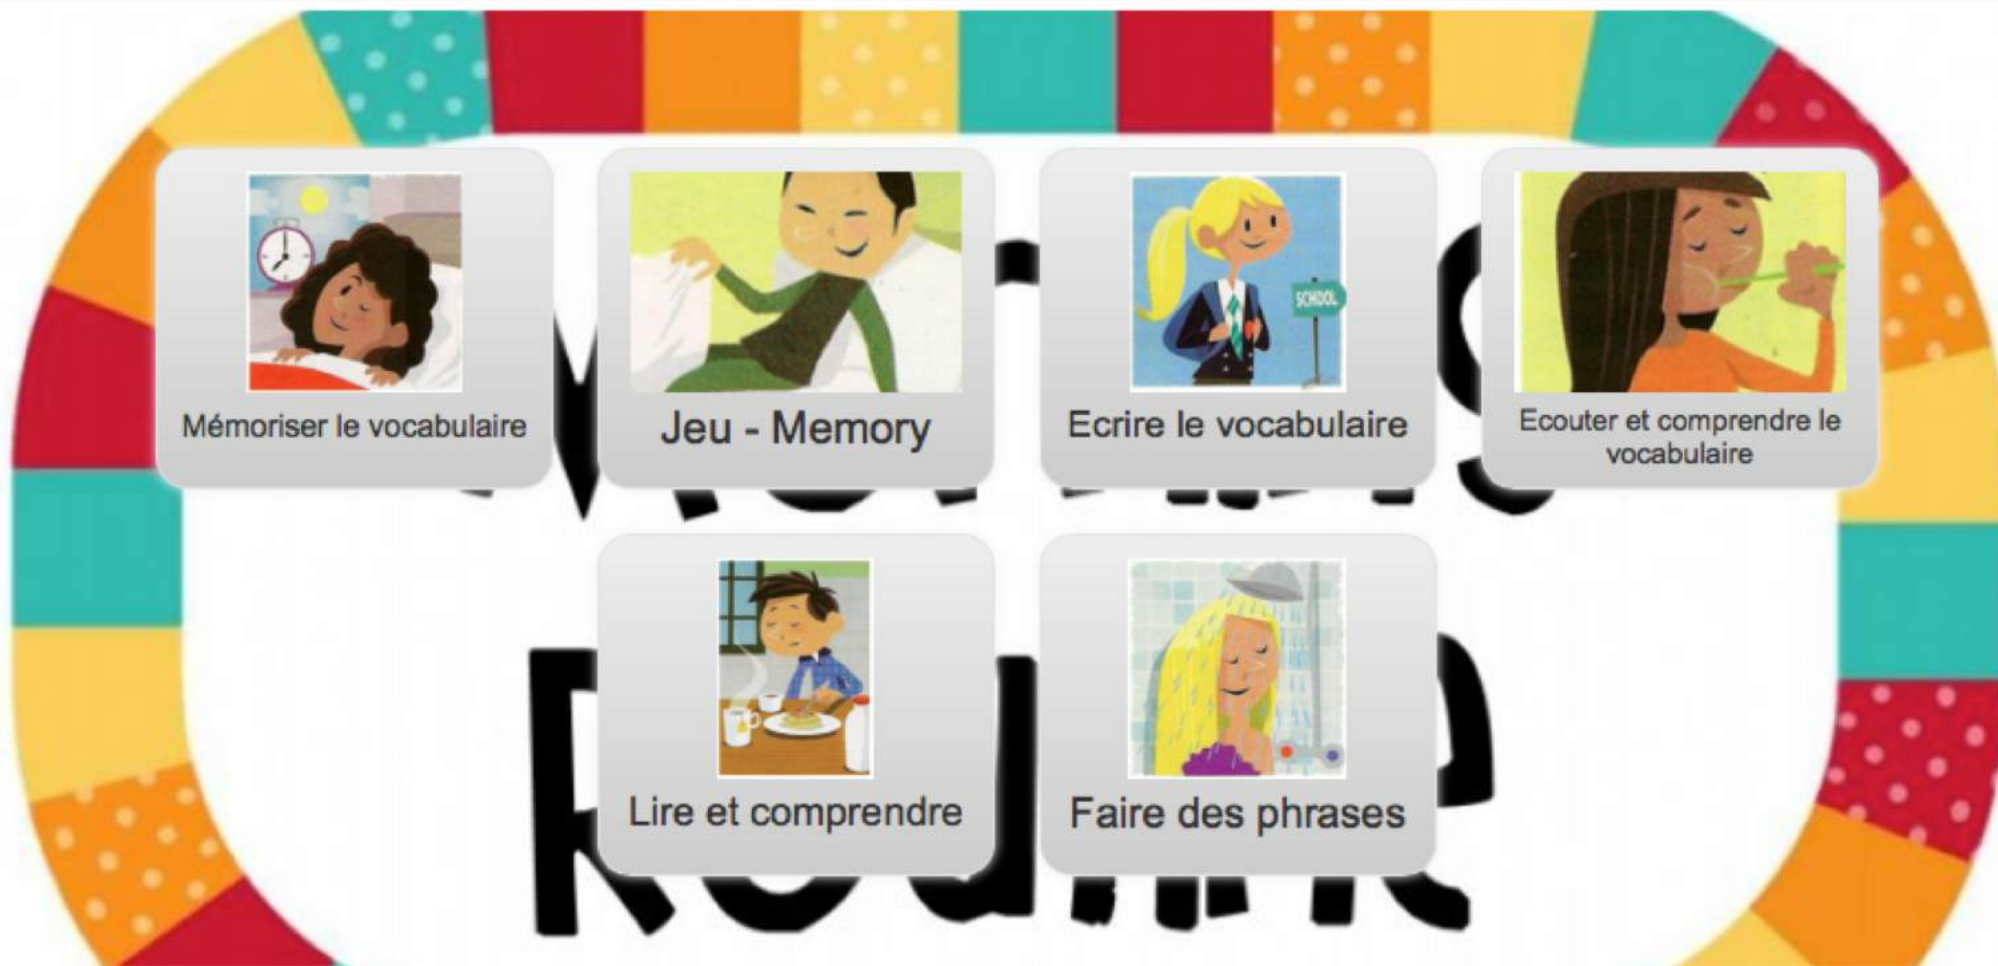 SCHOOL
Mémoriser le vocabulaire
Jeu - Memory
Ecrire le vocabulaire
Ecouter et comprendre le
vocabulaire
Lire et comprendre
Faire des phrases